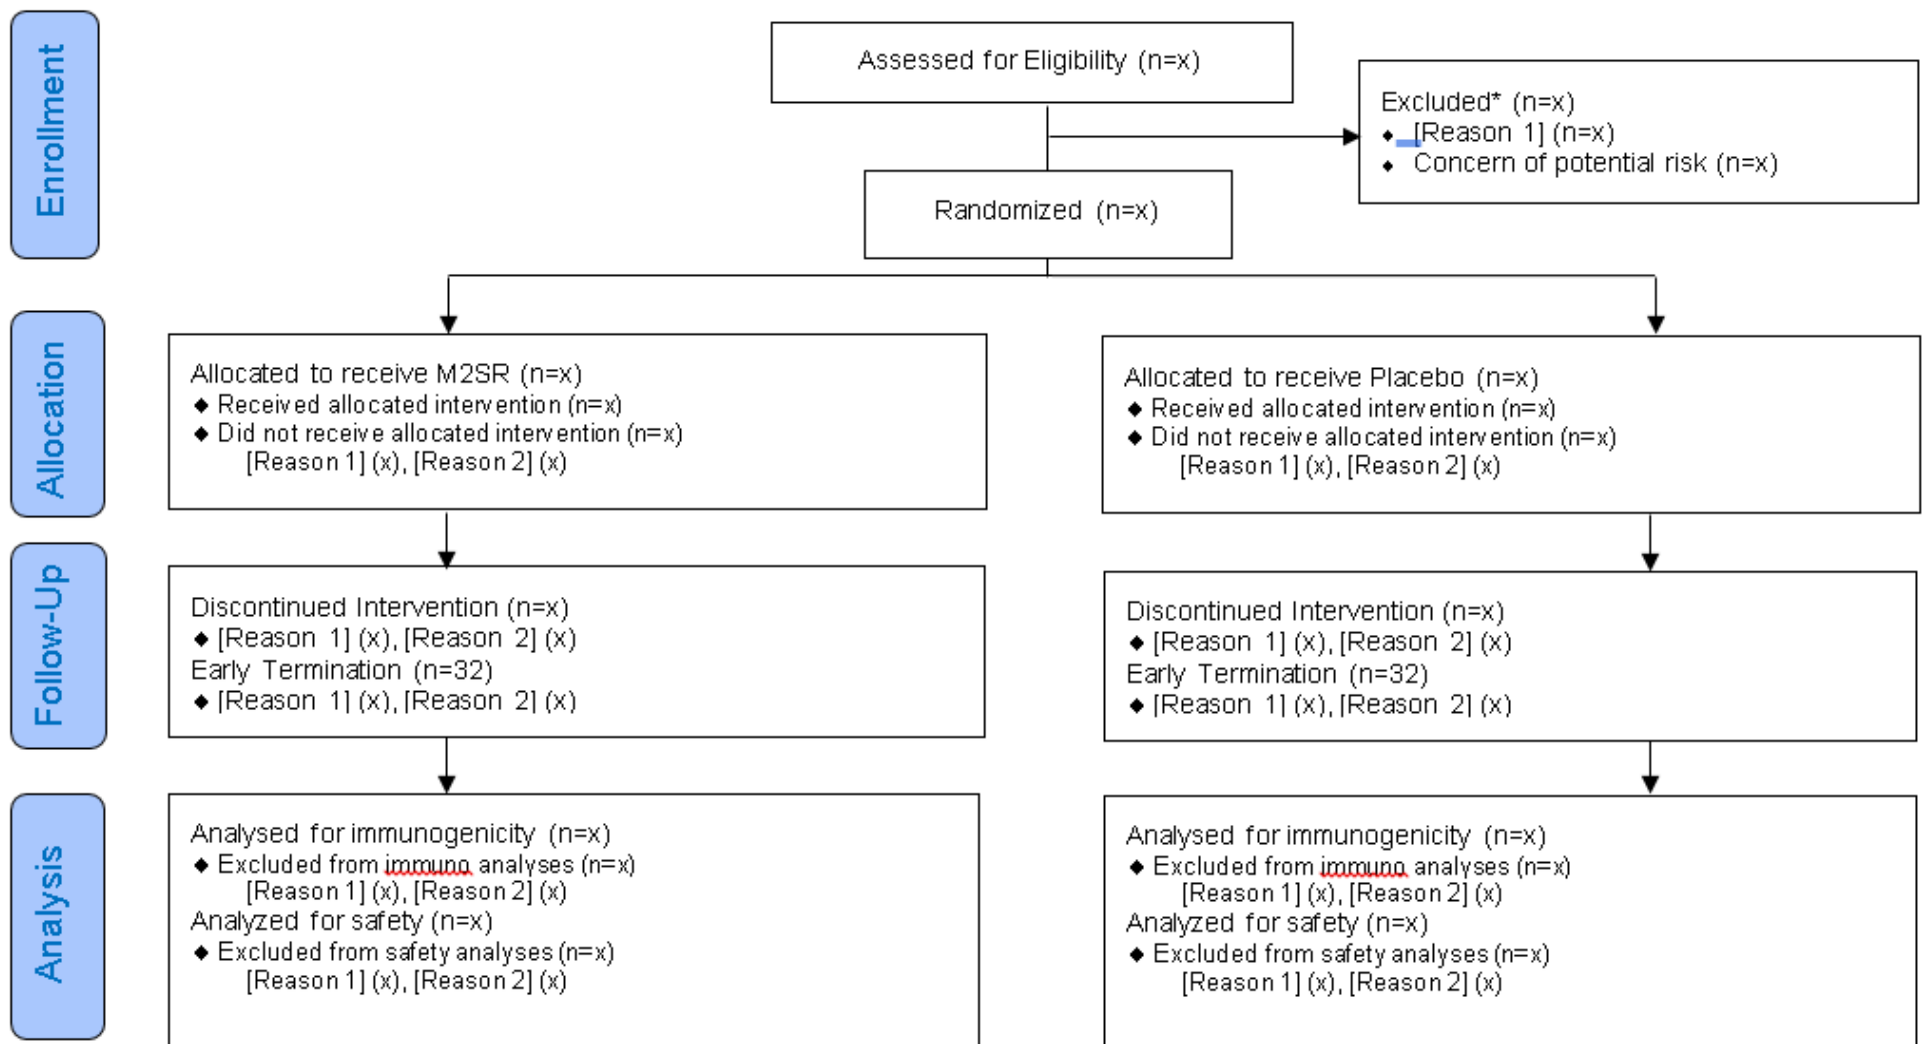 Enrollment
Assessed for Eligibility (n=x)
Excluded* (n=x)
◆ [Reason 1] (n=x)
◆ Concern of potential risk (n=x)
Randomized (n=x)
Allocation
Allocated to receive M2SR (n=x)
◆ Received allocated intervention (n=x)
◆ Did not receive allocated intervention (n=x)
[Reason 1] (x), [Reason 2] (x)
Allocated to receive Placebo (n=x)
◆ Received allocated intervention (n=x)
◆ Did not receive allocated intervention (n=x)
[Reason 1] (x), [Reason 2] (x)
Follow-Up
Discontinued Intervention (n=x)
◆ [Reason 1] (x), [Reason 2] (x)
Early Termination (n=32)
◆ [Reason 1] (x), [Reason 2] (x)
Discontinued Intervention (n=x)
◆ [Reason 1] (x), [Reason 2] (x)
Early Termination (n=32)
◆ [Reason 1] (x), [Reason 2] (x)
Analysis
Analysed for immunogenicity (n=x)
◆ Excluded from immuno analyses (n=x)
[Reason 1] (x), [Reason 2] (x)
Analyzed for safety (n=x)
◆ Excluded from safety analyses (n=x)
[Reason 1] (x), [Reason 2] (x)
Analysed for immunogenicity (n=x)
◆ Excluded from immuno analyses (n=x)
[Reason 1] (x), [Reason 2] (x)
Analyzed for safety (n=x)
◆ Excluded from safety analyses (n=x)
[Reason 1] (x), [Reason 2] (x)